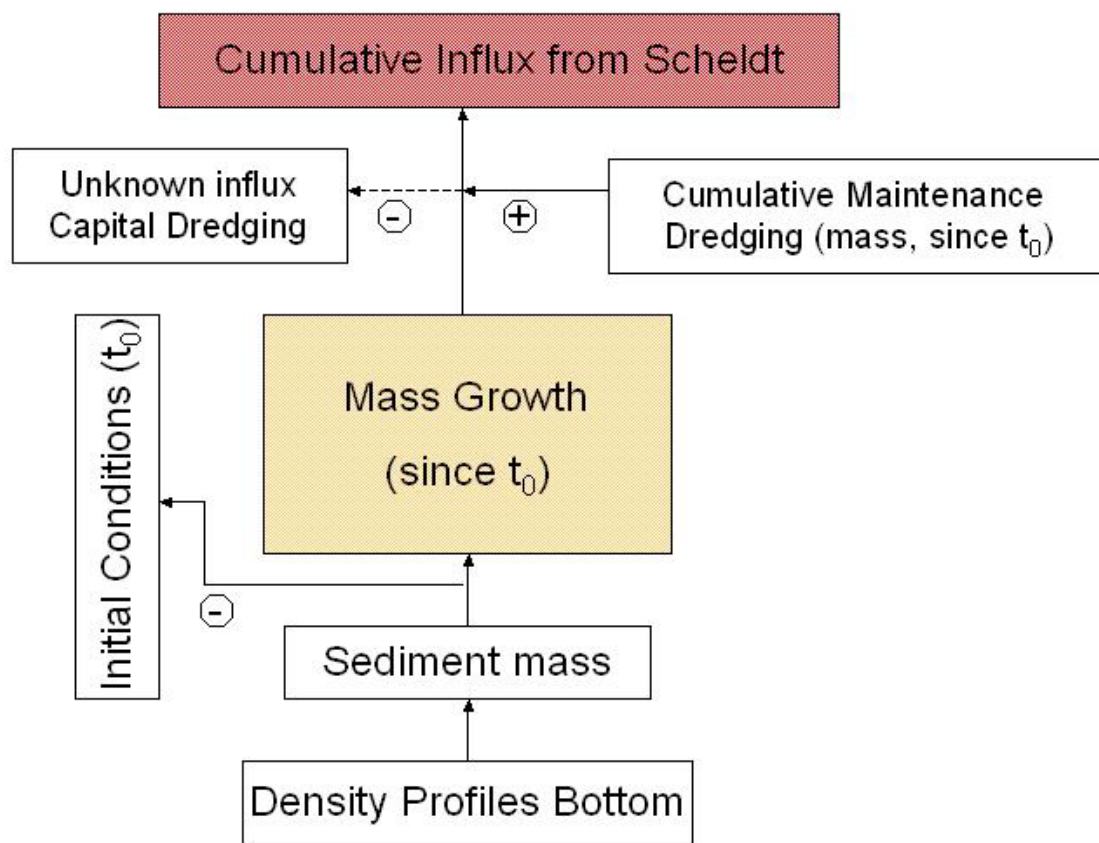 Cumulative Influx from Scheldt
Unknown influx
Capital Dredging
-
+
Cumulative Maintenance
Dredging (mass, since t₀)
Initial Conditions (t₀)
Mass Growth
(since t₀)
-
Sediment mass
Density Profiles Bottom